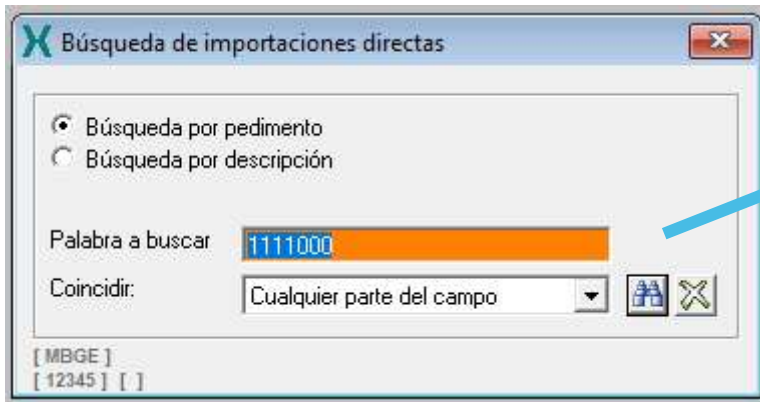 Búsqueda de importaciones directas
Búsqueda por pedimento
Búsqueda por descripción
Palabra a buscar 1111000
Coincidir: Cualquier parte del campo
[ MBGE ]
[ 12345 ] [ ]